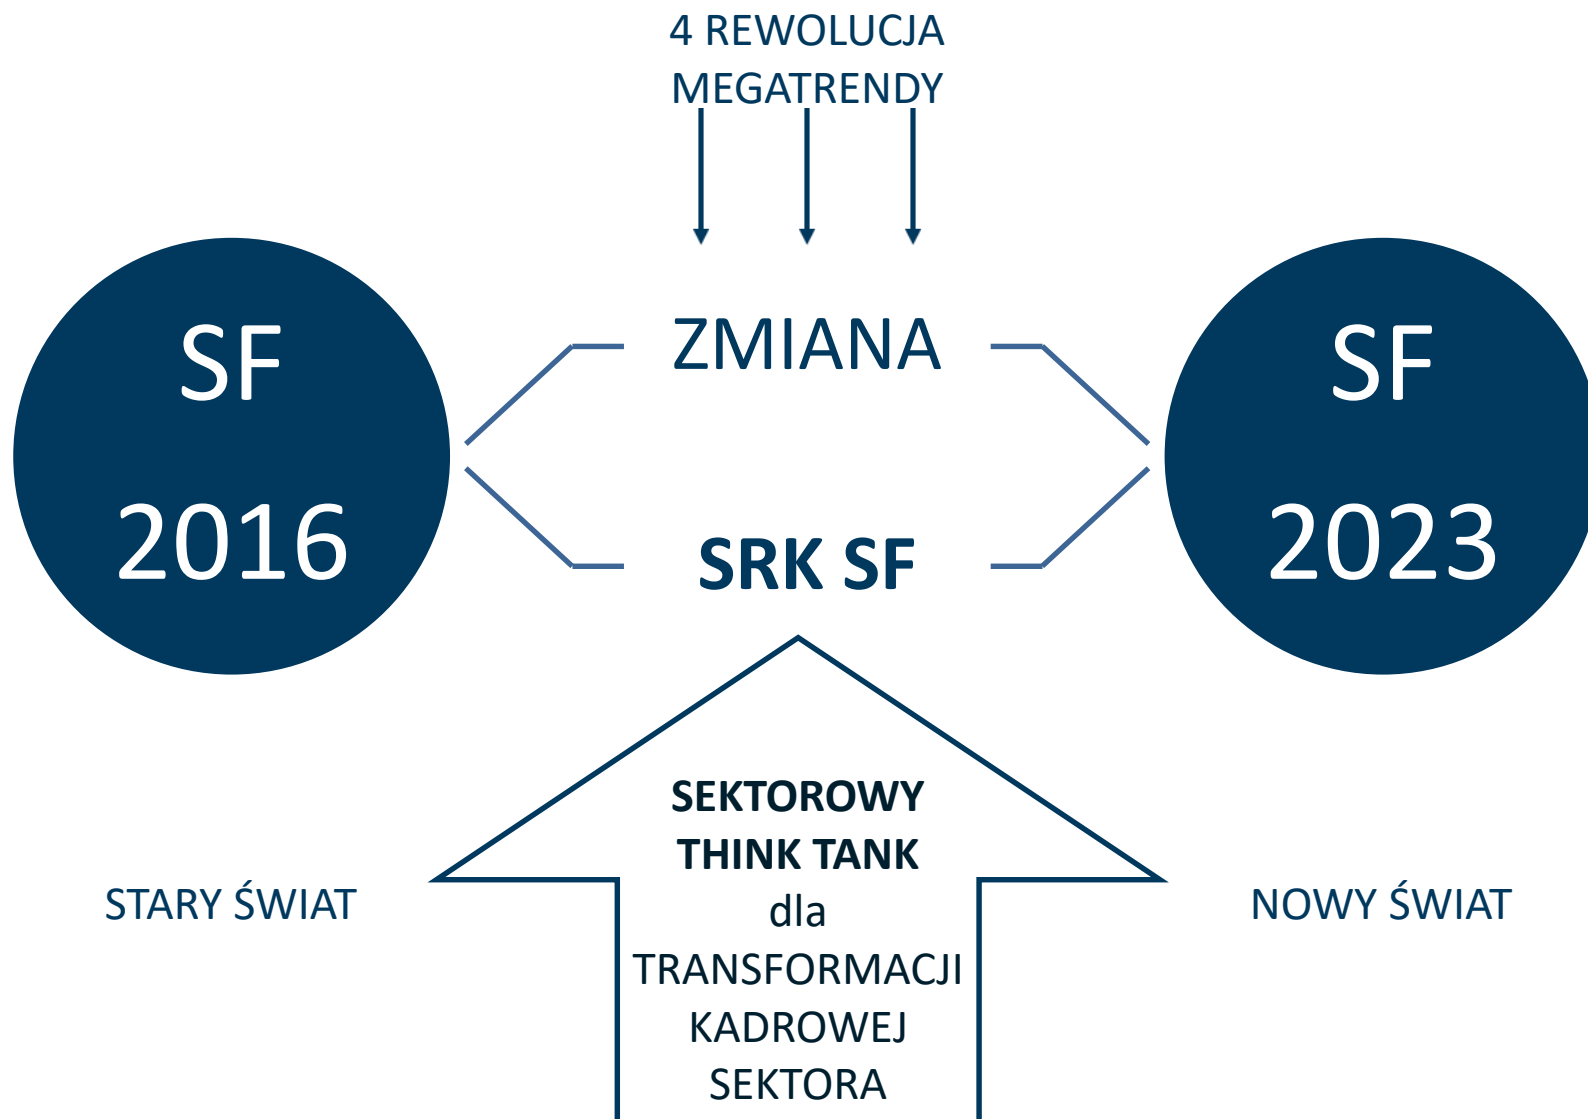 4 REWOLUCJA
MEGATRENDY
SF
2016
ZMIANA
SRK SF
SF
2023
STARY ŚWIAT
SEKTOROWY
THINK TANK
dla
TRANSFORMACJI
KADROWEJ
SEKTORA
NOWY ŚWIAT